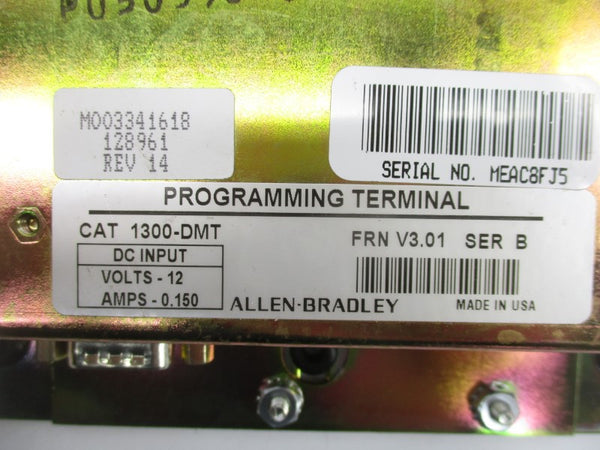 M003341618
128961
REV 14
SERIAL NO. MEAC8FJ5
PROGRAMMING TERMINAL
CAT 1300-DMT
FRN V3.01 SER B
DC INPUT
VOLTS - 12
AMPS - 0.150
ALLEN-BRADLEY
MADE IN USA